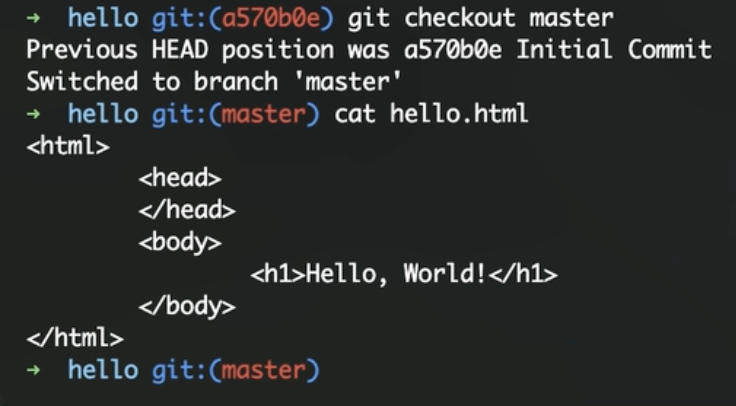 ➜  hello git:(a570b0e) git checkout master
Previous HEAD position was a570b0e Initial Commit
Switched to branch 'master'
➜  hello git:(master) cat hello.html
<html>
        <head>
        </head>
        <body>
                <h1>Hello, World!</h1>
        </body>
</html>
➜  hello git:(master)